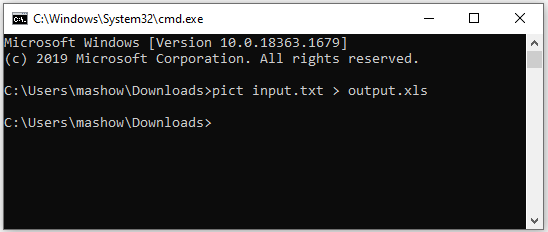 C:\Windows\System32\cmd.exe
Microsoft Windows [Version 10.0.18363.1679]
(c) 2019 Microsoft Corporation. All rights reserved.
C:\Users\mashow\Downloads>pict input.txt > output.xls
C:\Users\mashow\Downloads>